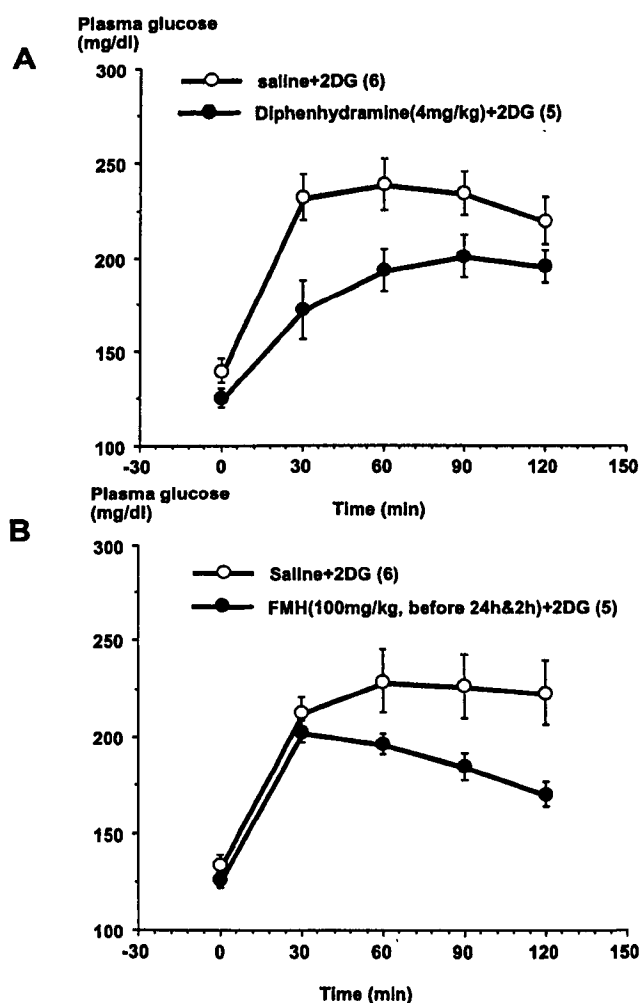 Plasma glucose
(mg/dl)
A
300
saline+2DG (6)
Diphenhydramine(4mg/kg)+2DG (5)
250
200
150
100
-30 0 30 60 90 120 150
Time (min)
Plasma glucose
(mg/dl)
B
300
Saline+2DG (6)
FMH(100mg/kg, before 24h&2h)+2DG (5)
250
200
150
100
-30 0 30 60 90 120 150
Time (min)